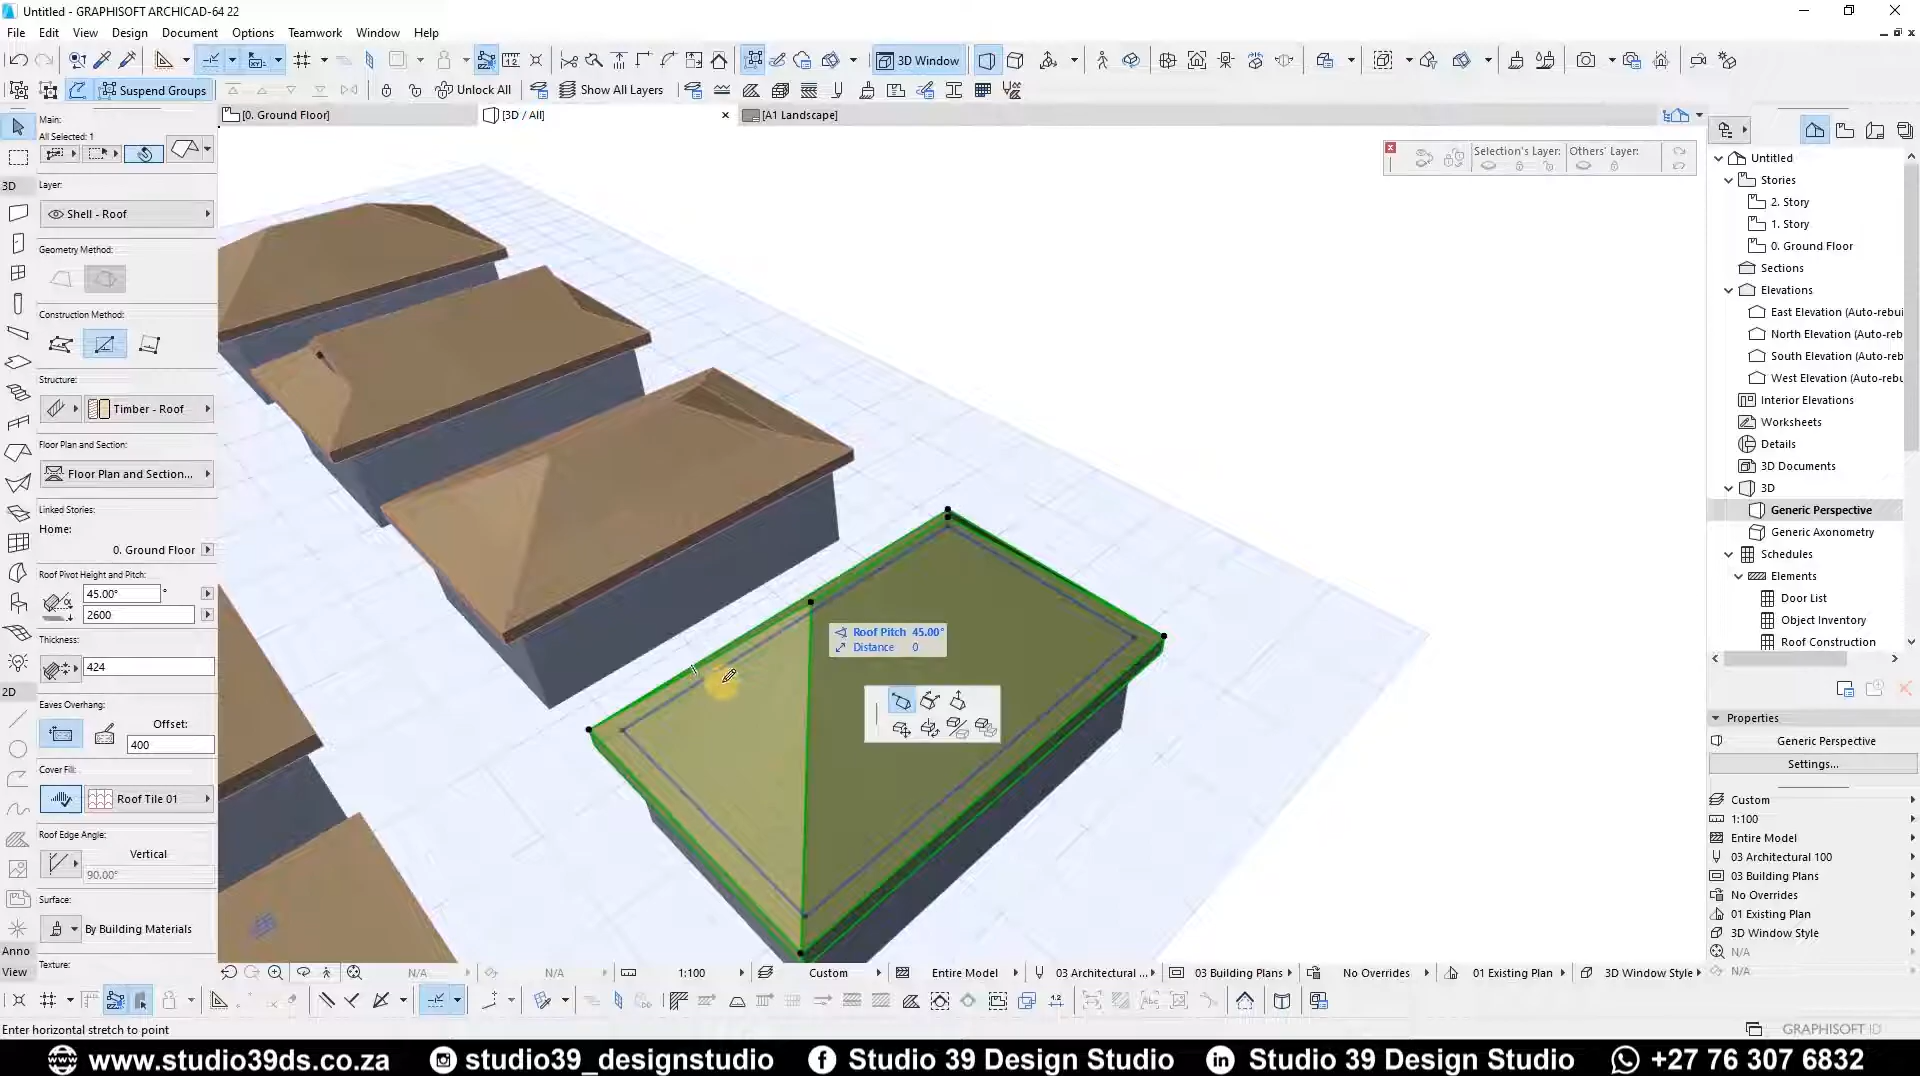 Untitled - GRAPHISOFT ARCHICAD-64 22
File Edit View Design Document Options Teamwork Window Help
3D Window
Suspend Groups
Unlock All
Show All Layers
[0. Ground Floor]
[3D / All]
[A1 Landscape]
Main:
All Selected: 1
3D
Layer:
Shell - Roof
Geometry Method:
Construction Method:
Structure:
Timber - Roof
Floor Plan and Section:
Floor Plan and Section...
Linked Stories:
Home:
0. Ground Floor
Roof Pivot Height and Pitch:
45.00°
2600
Thickness:
424
2D
Eaves Overhang:
Offset:
400
Cover Fill:
Roof Tile 01
Roof Edge Angle:
Vertical
90.00°
Surface:
By Building Materials
Texture:
Anno
View
Roof Pitch 45.00°
Distance 0
Selection's Layer: Others' Layer:
Untitled
Stories
2. Story
1. Story
0. Ground Floor
Sections
Elevations
East Elevation (Auto-rebui
North Elevation (Auto-reb
South Elevation (Auto-reb
West Elevation (Auto-rebu
Interior Elevations
Worksheets
Details
3D Documents
3D
Generic Perspective
Generic Axonometry
Schedules
Elements
Door List
Object Inventory
Roof Construction
Properties
Generic Perspective
Settings...
Custom
1:100
Entire Model
03 Architectural 100
03 Building Plans
No Overrides
01 Existing Plan
3D Window Style
N/A
N/A
N/A N/A 1:100 Custom Entire Model 03 Architectural ... 03 Building Plans No Overrides 01 Existing Plan 3D Window Style
Enter horizontal stretch to point
GRAPHISOFT ID
www.studio39ds.co.za studio39_designstudio Studio 39 Design Studio Studio 39 Design Studio +27 76 307 6832